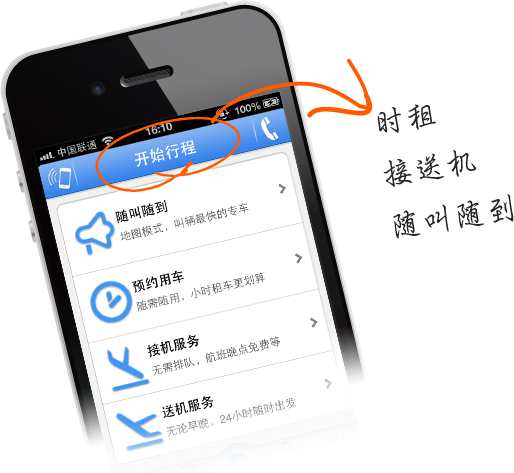 中国联通 16:10 100%
开始行程
随叫随到
地图模式，叫辆最快的专车
预约用车
随需随用，小时租车更划算
接机服务
无需排队，航班晚点免费等
送机服务
无论早晚，24小时随时出发
时租
接送机
随叫随到